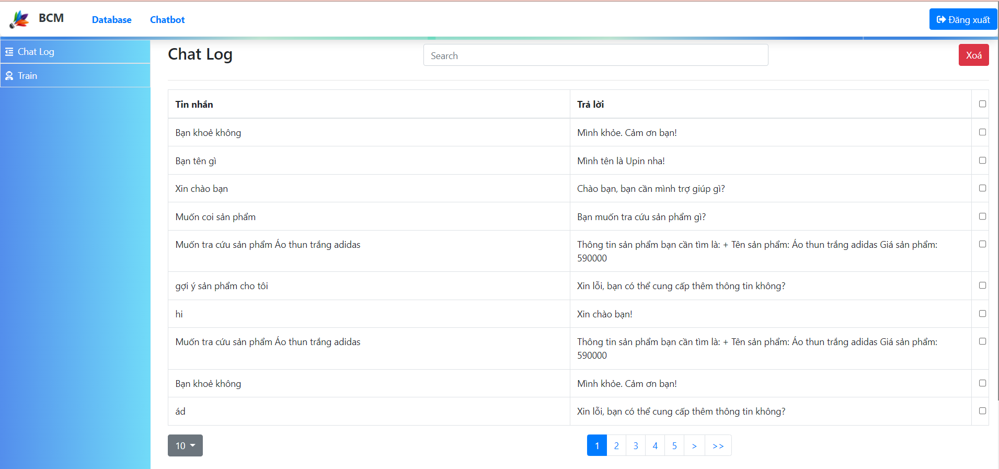 BCM Database Chatbot Đăng xuất
Chat Log
Train
Chat Log Search Xoá
Tin nhắn Trả lời
Bạn khoẻ không Mình khỏe. Cảm ơn bạn!
Bạn tên gì Mình tên là Upin nha!
Xin chào bạn Chào bạn, bạn cần mình trợ giúp gì?
Muốn coi sản phẩm Bạn muốn tra cứu sản phẩm gì?
Muốn tra cứu sản phẩm Áo thun trắng adidas Thông tin sản phẩm bạn cần tìm là: + Tên sản phẩm: Áo thun trắng adidas Giá sản phẩm:
590000
gợi ý sản phẩm cho tôi Xin lỗi, bạn có thể cung cấp thêm thông tin không?
hi Xin chào bạn!
Muốn tra cứu sản phẩm Áo thun trắng adidas Thông tin sản phẩm bạn cần tìm là: + Tên sản phẩm: Áo thun trắng adidas Giá sản phẩm:
590000
Bạn khoẻ không Mình khỏe. Cảm ơn bạn!
ád Xin lỗi, bạn có thể cung cấp thêm thông tin không?
10 1 2 3 4 5 > >>